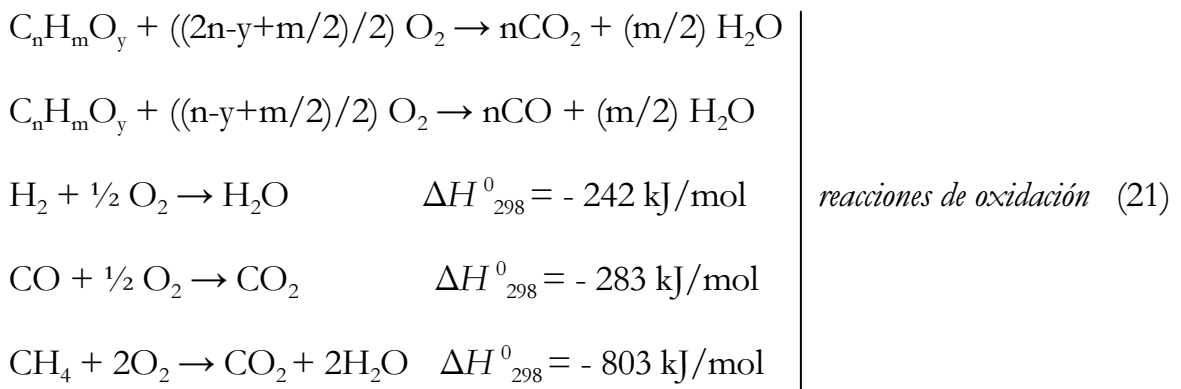 CₙHₘOᵧ + ((2n-y+m/2)/2) O₂ → nCO₂ + (m/2) H₂O
CₙHₘOᵧ + ((n-y+m/2)/2) O₂ → nCO + (m/2) H₂O
H₂ + ½ O₂ → H₂O ΔH⁰₂₉₈ = - 242 kJ/mol reacciones de oxidación (21)
CO + ½ O₂ → CO₂ ΔH⁰₂₉₈ = - 283 kJ/mol
CH₄ + 2O₂ → CO₂ + 2H₂O ΔH⁰₂₉₈ = - 803 kJ/mol